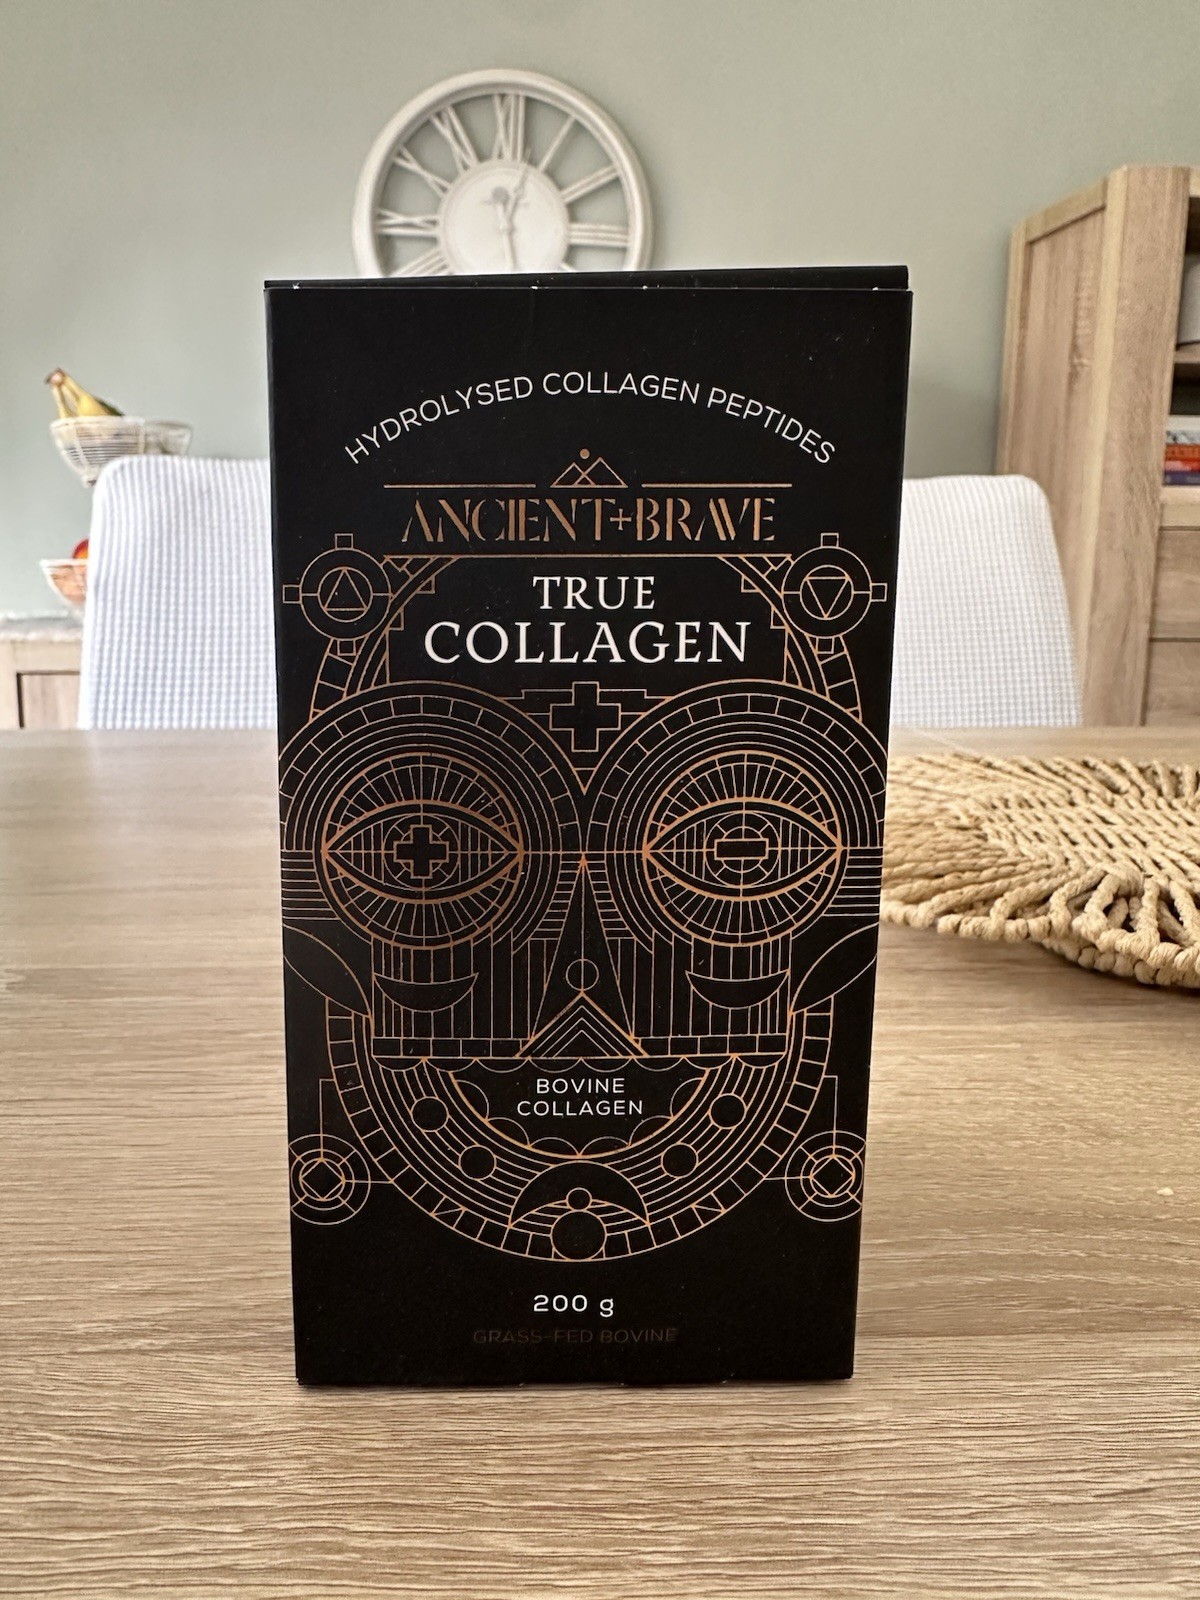 HYDROLYSED COLLAGEN PEPTIDES
ANCIENT+BRAVE
TRUE
COLLAGEN
BOVINE
COLLAGEN
200 g
GRASS-FED BOVINE